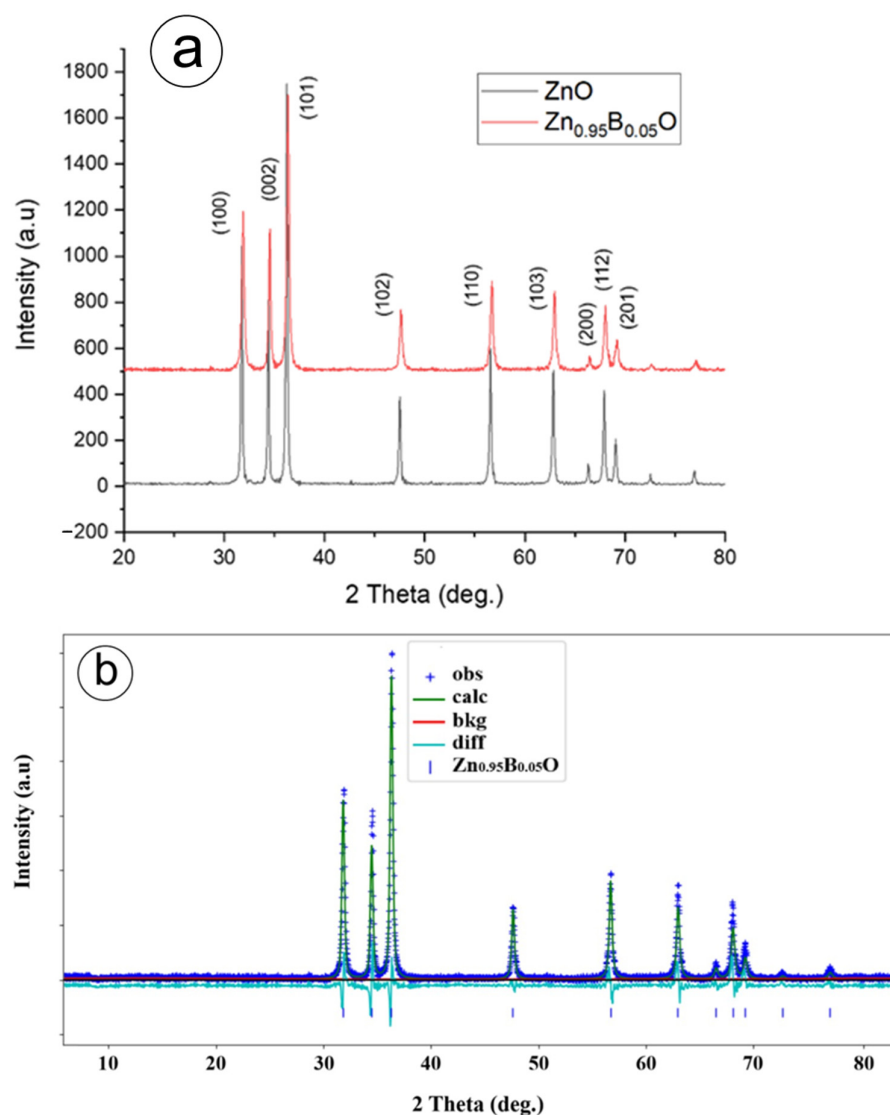 a
1800
1600
1400
1200
1000
800
600
400
200
0
−200
Intensity (a.u)
ZnO
Zn0.95B0.05O
(100)
(002)
(101)
(102)
(110)
(103)
(200)
(112)
(201)
20 30 40 50 60 70 80
2 Theta (deg.)
b
obs
calc
bkg
diff
Zn0.95B0.05O
Intensity (a.u)
10 20 30 40 50 60 70 80
2 Theta (deg.)